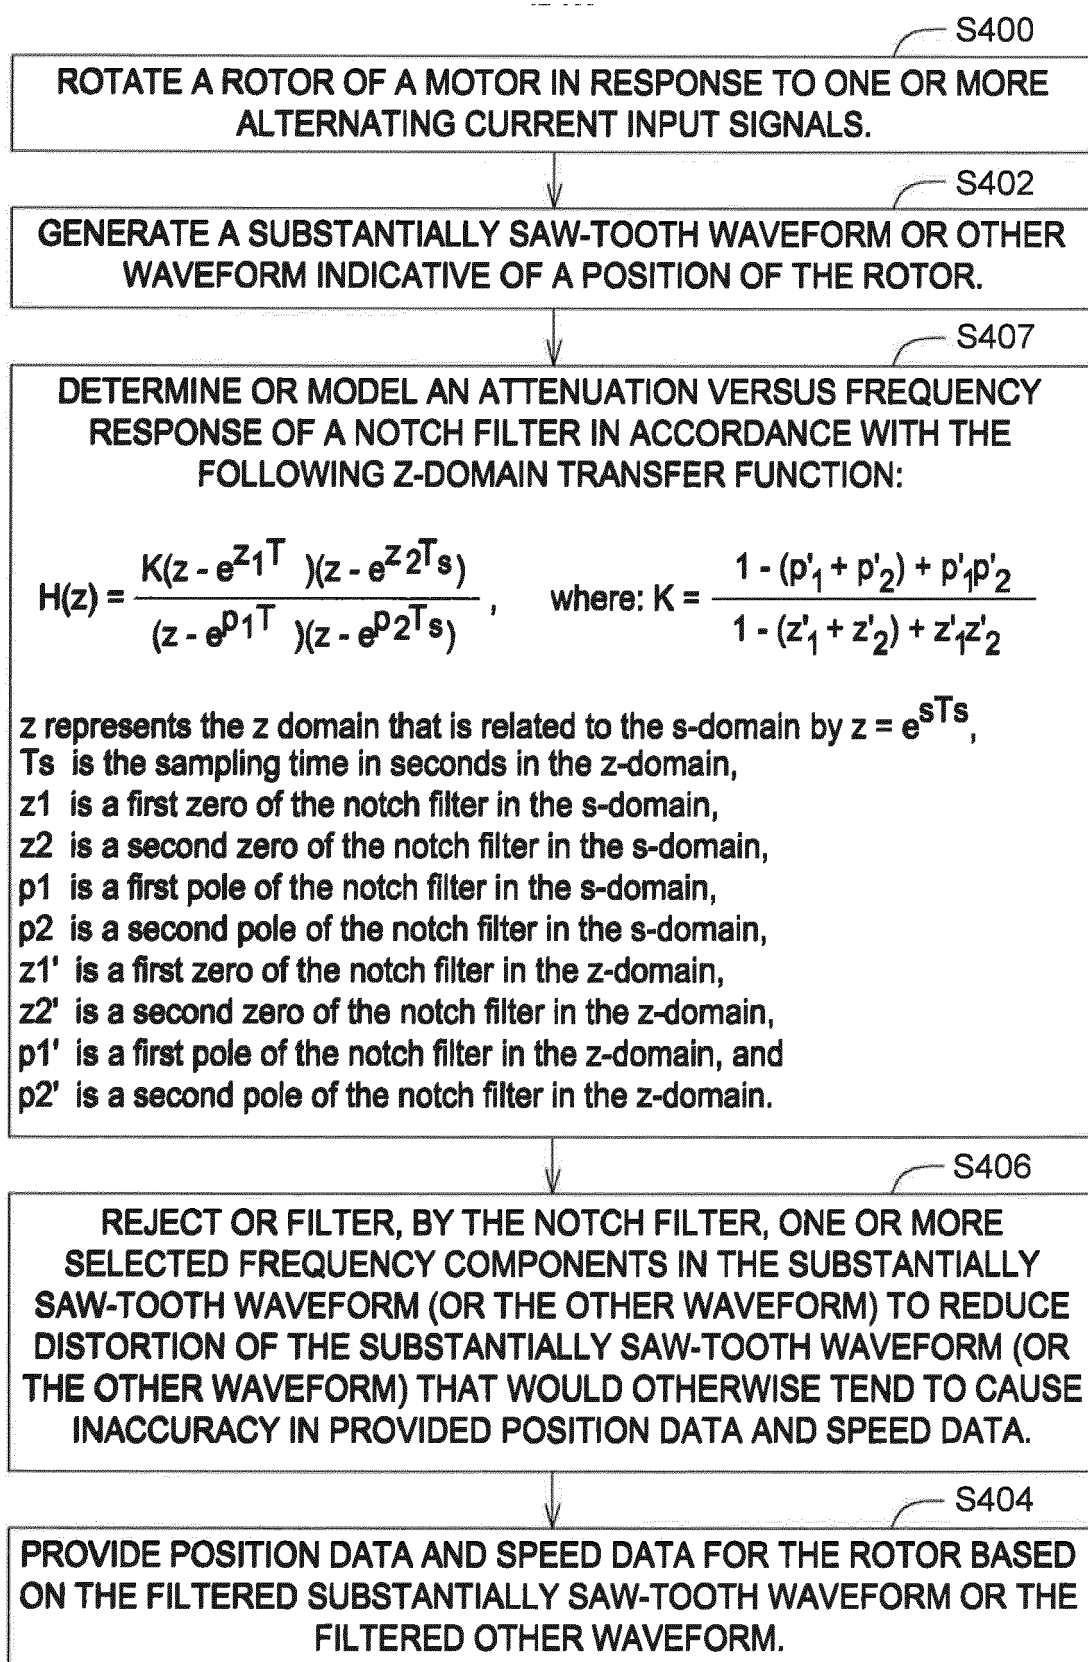 S400
ROTATE A ROTOR OF A MOTOR IN RESPONSE TO ONE OR MORE
ALTERNATING CURRENT INPUT SIGNALS.
S402
GENERATE A SUBSTANTIALLY SAW-TOOTH WAVEFORM OR OTHER
WAVEFORM INDICATIVE OF A POSITION OF THE ROTOR.
S407
DETERMINE OR MODEL AN ATTENUATION VERSUS FREQUENCY
RESPONSE OF A NOTCH FILTER IN ACCORDANCE WITH THE
FOLLOWING Z-DOMAIN TRANSFER FUNCTION:
H(z) = K(z - e^z1T )(z - e^z2Ts) / (z - e^p1T )(z - e^p2Ts) , where: K = 1 - (p'1 + p'2) + p'1p'2 / 1 - (z'1 + z'2) + z'1z'2
z represents the z domain that is related to the s-domain by z = e^sTs,
Ts is the sampling time in seconds in the z-domain,
z1 is a first zero of the notch filter in the s-domain,
z2 is a second zero of the notch filter in the s-domain,
p1 is a first pole of the notch filter in the s-domain,
p2 is a second pole of the notch filter in the s-domain,
z1' is a first zero of the notch filter in the z-domain,
z2' is a second zero of the notch filter in the z-domain,
p1' is a first pole of the notch filter in the z-domain, and
p2' is a second pole of the notch filter in the z-domain.
S406
REJECT OR FILTER, BY THE NOTCH FILTER, ONE OR MORE
SELECTED FREQUENCY COMPONENTS IN THE SUBSTANTIALLY
SAW-TOOTH WAVEFORM (OR THE OTHER WAVEFORM) TO REDUCE
DISTORTION OF THE SUBSTANTIALLY SAW-TOOTH WAVEFORM (OR
THE OTHER WAVEFORM) THAT WOULD OTHERWISE TEND TO CAUSE
INACCURACY IN PROVIDED POSITION DATA AND SPEED DATA.
S404
PROVIDE POSITION DATA AND SPEED DATA FOR THE ROTOR BASED
ON THE FILTERED SUBSTANTIALLY SAW-TOOTH WAVEFORM OR THE
FILTERED OTHER WAVEFORM.